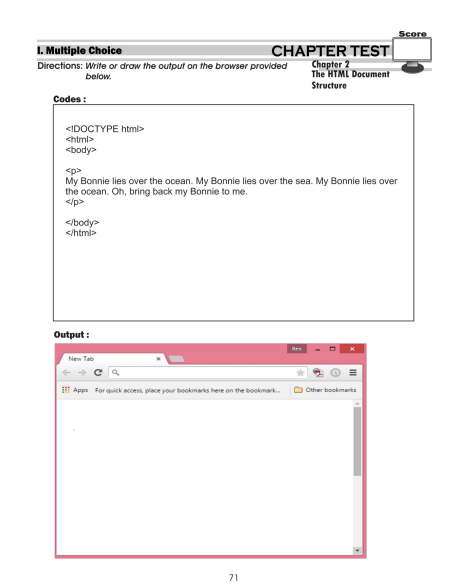 Score
I. Multiple Choice
CHAPTER TEST
Directions: Write or draw the output on the browser provided
below.
Chapter 2
The HTML Document
Structure
Codes :
<!DOCTYPE html>
<html>
<body>
<p>
My Bonnie lies over the ocean. My Bonnie lies over the sea. My Bonnie lies over
the ocean. Oh, bring back my Bonnie to me.
</p>
</body>
</html>
Output :
Rex
New Tab
Apps For quick access, place your bookmarks here on the bookmark... Other bookmarks
71